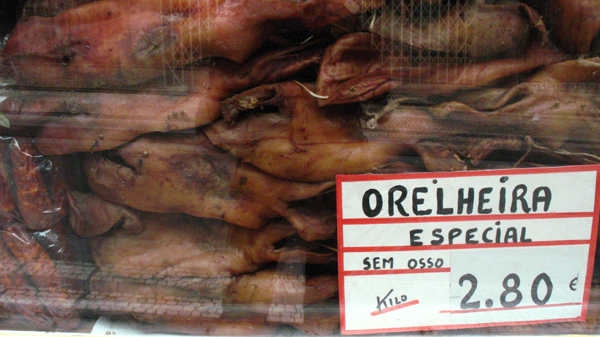 ORELHEIRA
ESPECIAL
SEM OSSO
KILO 2.80 €